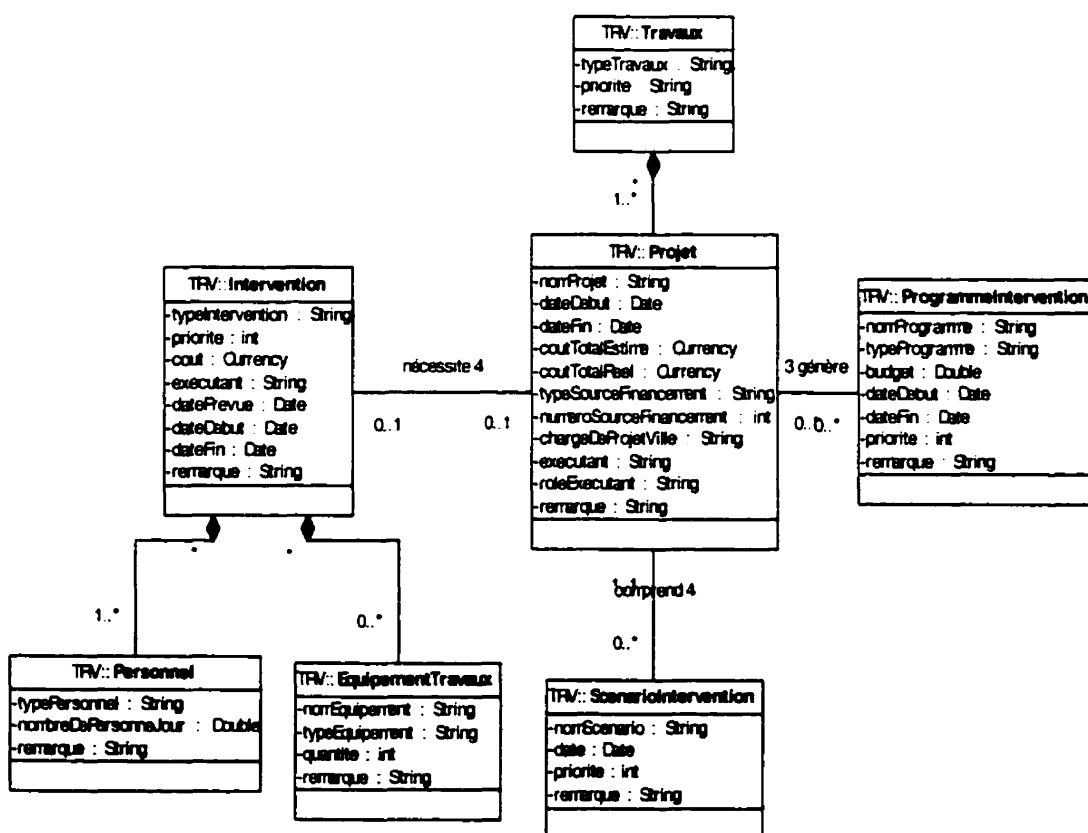 TRV::Travaux
-typeTravaux : String
-priorite String
-remarque : String
*
1..*
TRV::Projet
-nomProjet : String
-dateDebut : Date
-dateFin : Date
-coutTotalEstime : Currency
-coutTotalReel : Currency
-typeSourceFinancement : String
-numeroSourceFinancement : int
-chargeDeProjetVille : String
-executant : String
-roleExecutant : String
-remarque : String
TRV::Intervention
-typeIntervention : String
-priorite : int
-cout : Currency
-executant : String
-datePrevue : Date
-dateDebut : Date
-dateFin : Date
-remarque : String
nécessite 4
0..1
0..1
TRV::ProgrammeIntervention
-nomProgramme : String
-typeProgramme : String
-budget : Double
-dateDebut : Date
-dateFin : Date
-priorite : int
-remarque : String
3 génère
0..*
*
1..*
*
0..*
comprend 4
0..*
TRV::Personnel
-typePersonnel : String
-nombreDePersonneJour : Double
-remarque : String
TRV::EquipementTravaux
-nomEquipement : String
-typeEquipement : String
-quantite : int
-remarque : String
TRV::ScenarioIntervention
-nomScenario : String
-date : Date
-priorite : int
-remarque : String